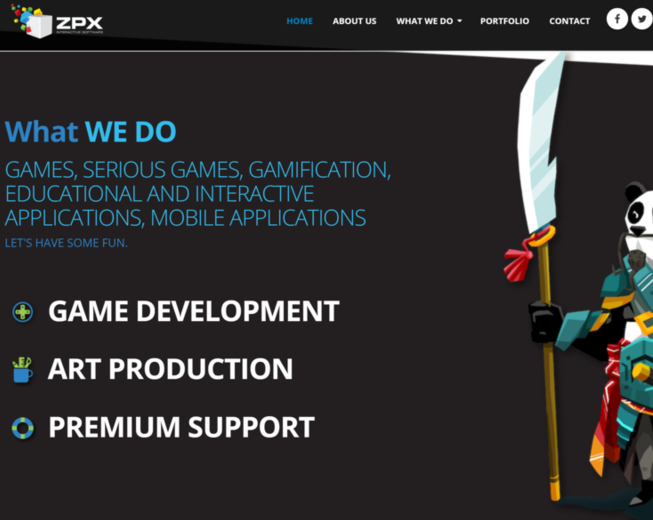 ZPX
INTERACTIVE SOFTWARE
HOME ABOUT US WHAT WE DO PORTFOLIO CONTACT
What WE DO
GAMES, SERIOUS GAMES, GAMIFICATION,
EDUCATIONAL AND INTERACTIVE
APPLICATIONS, MOBILE APPLICATIONS
LET'S HAVE SOME FUN.
GAME DEVELOPMENT
ART PRODUCTION
PREMIUM SUPPORT